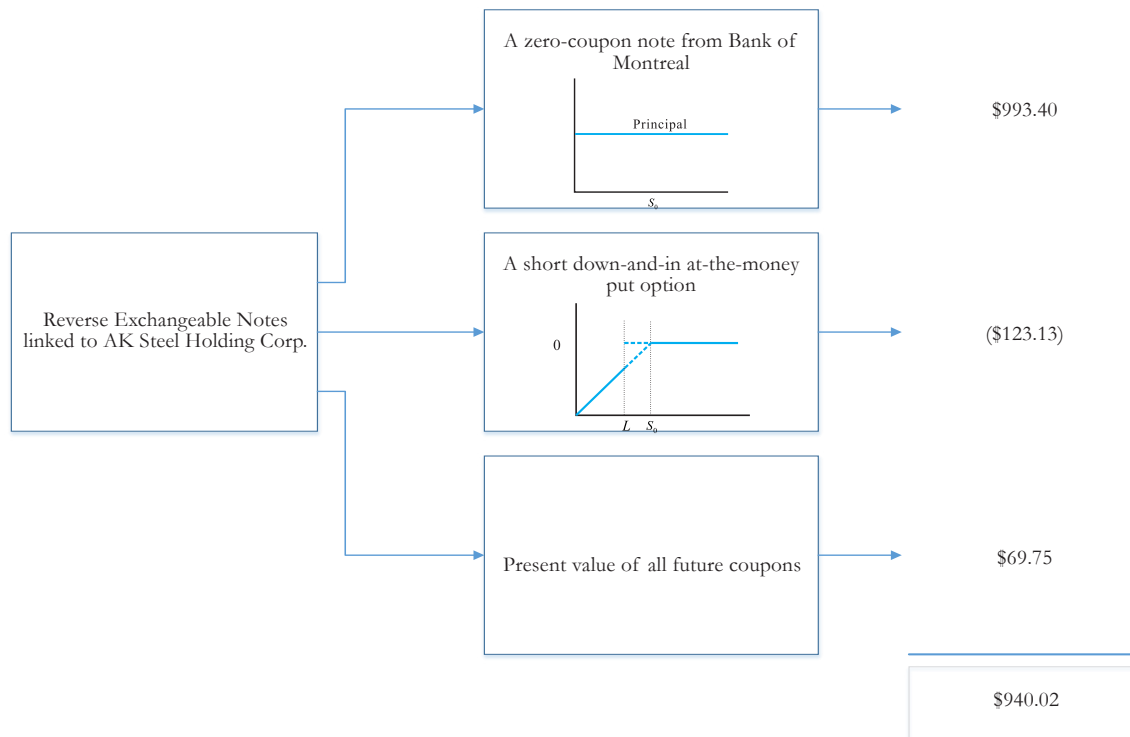 A zero-coupon note from Bank of
Montreal
Principal
S₀
$993.40
Reverse Exchangeable Notes
linked to AK Steel Holding Corp.
A short down-and-in at-the-money
put option
0
L S₀
($123.13)
Present value of all future coupons
$69.75
$940.02